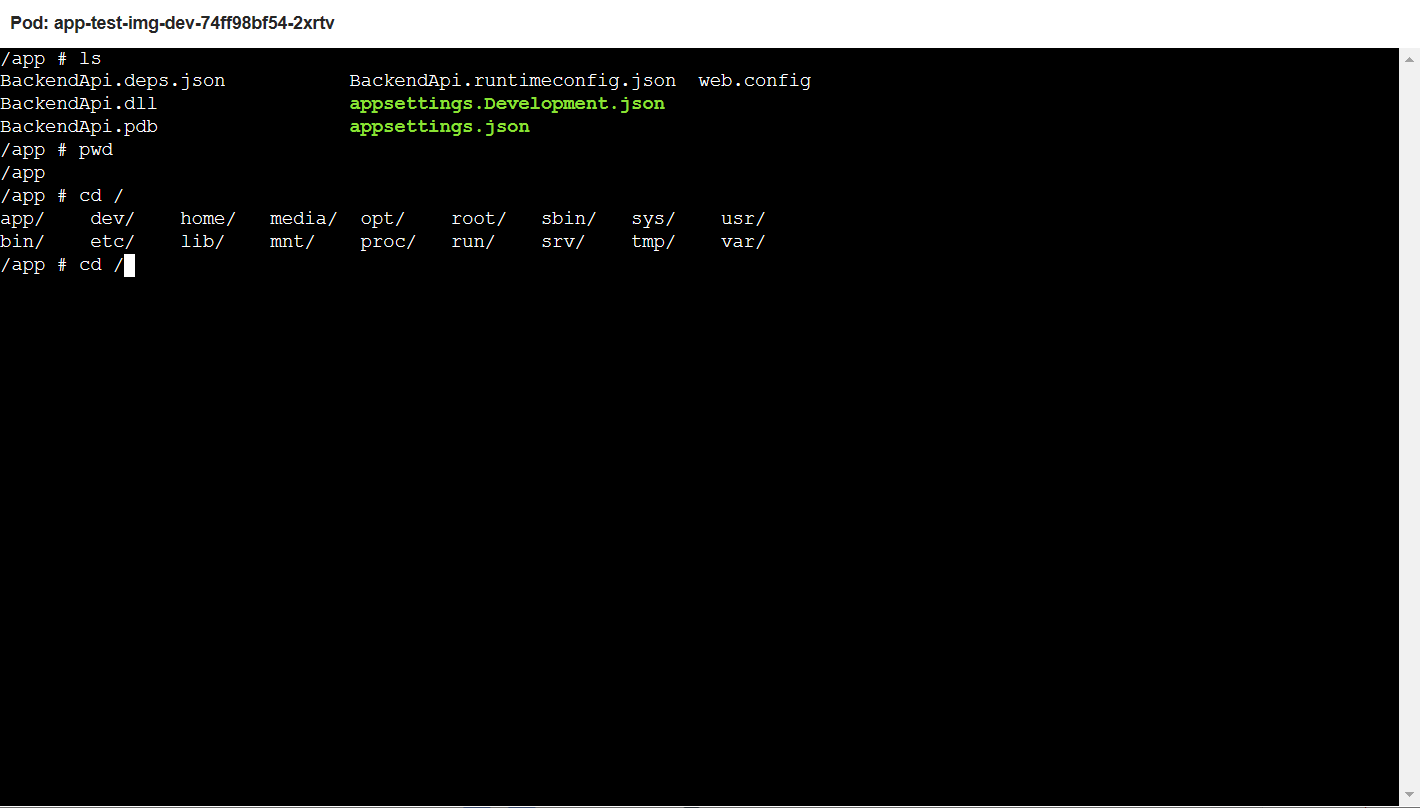 Pod: app-test-img-dev-74ff98bf54-2xrtv
/app # ls
BackendApi.deps.json           BackendApi.runtimeconfig.json  web.config
BackendApi.dll                 appsettings.Development.json
BackendApi.pdb                 appsettings.json
/app # pwd
/app
/app # cd /
app/    dev/    home/   media/  opt/    root/   sbin/   sys/    usr/
bin/    etc/    lib/    mnt/    proc/   run/    srv/    tmp/    var/
/app # cd /